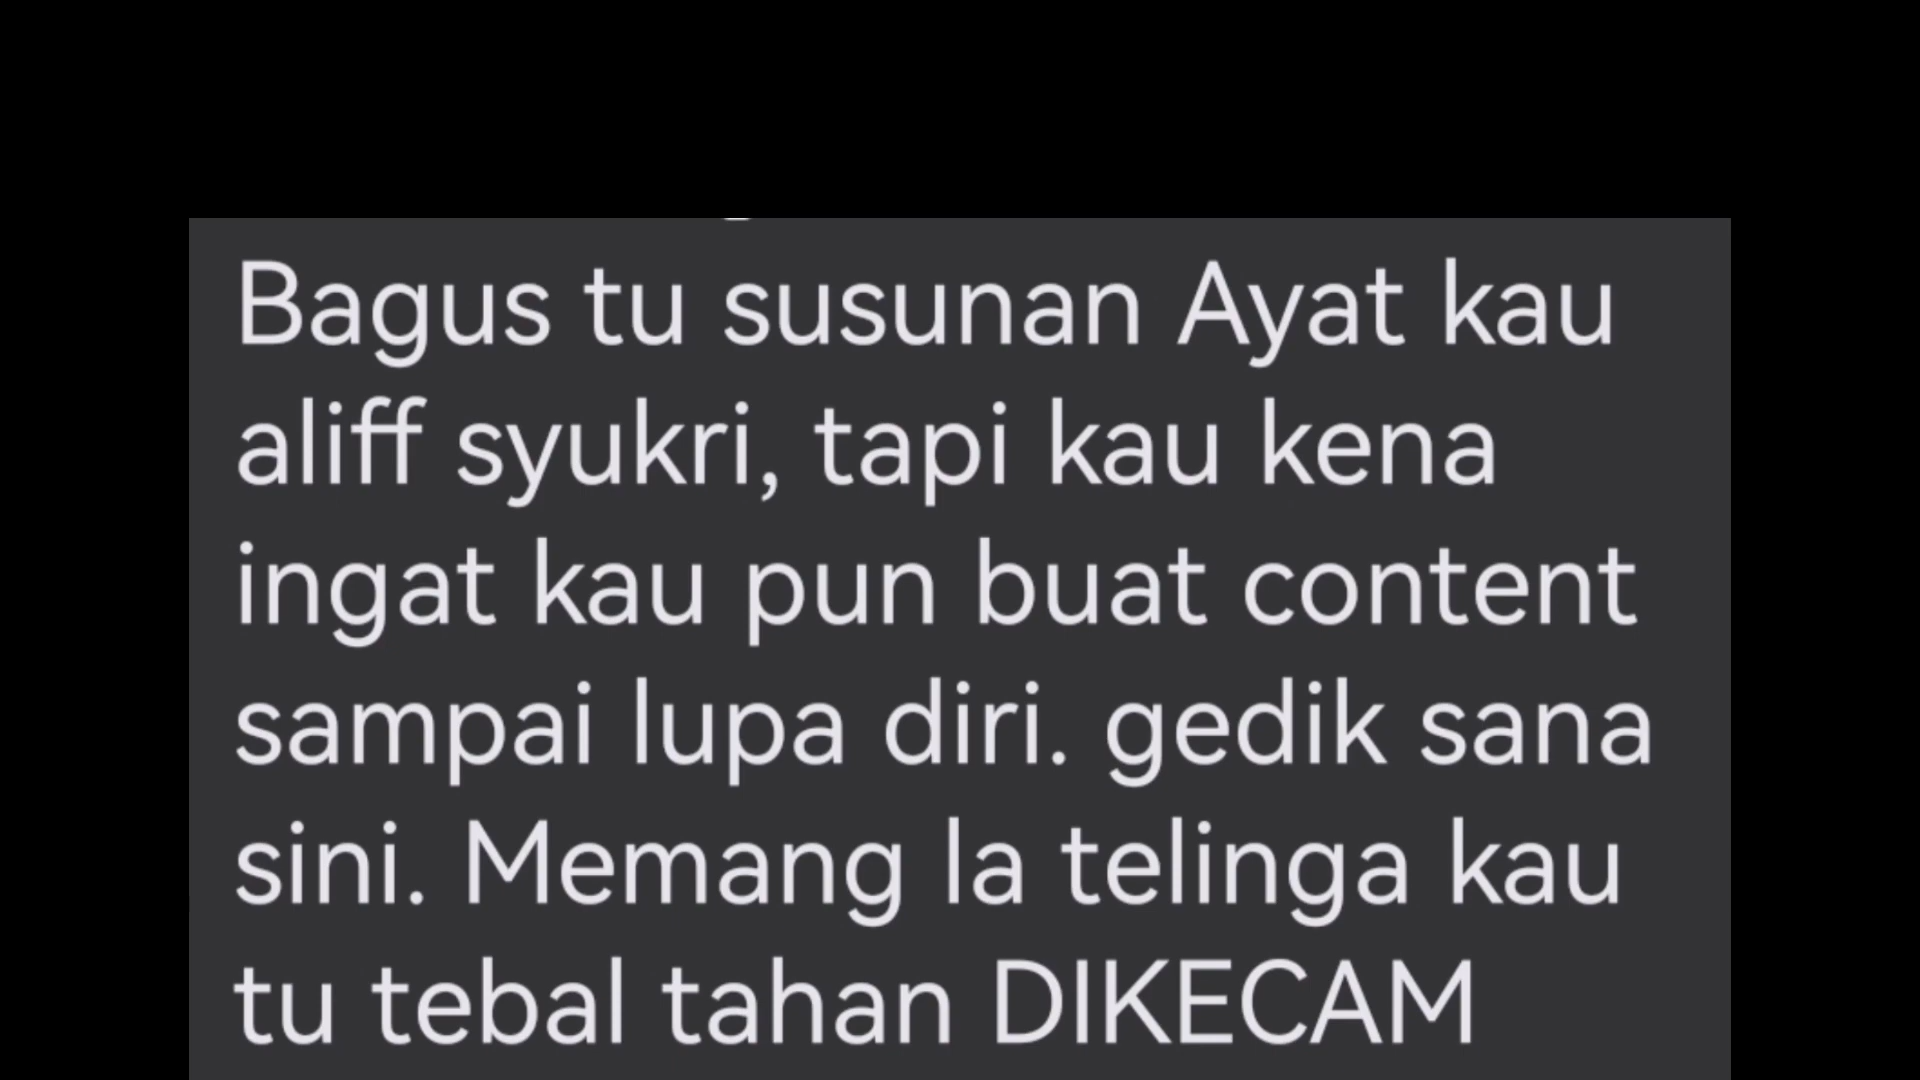 Bagus tu susunan Ayat kau
aliff syukri, tapi kau kena
ingat kau pun buat content
sampai lupa diri. gedik sana
sini. Memang la telinga kau
tu tebal tahan DIKECAM